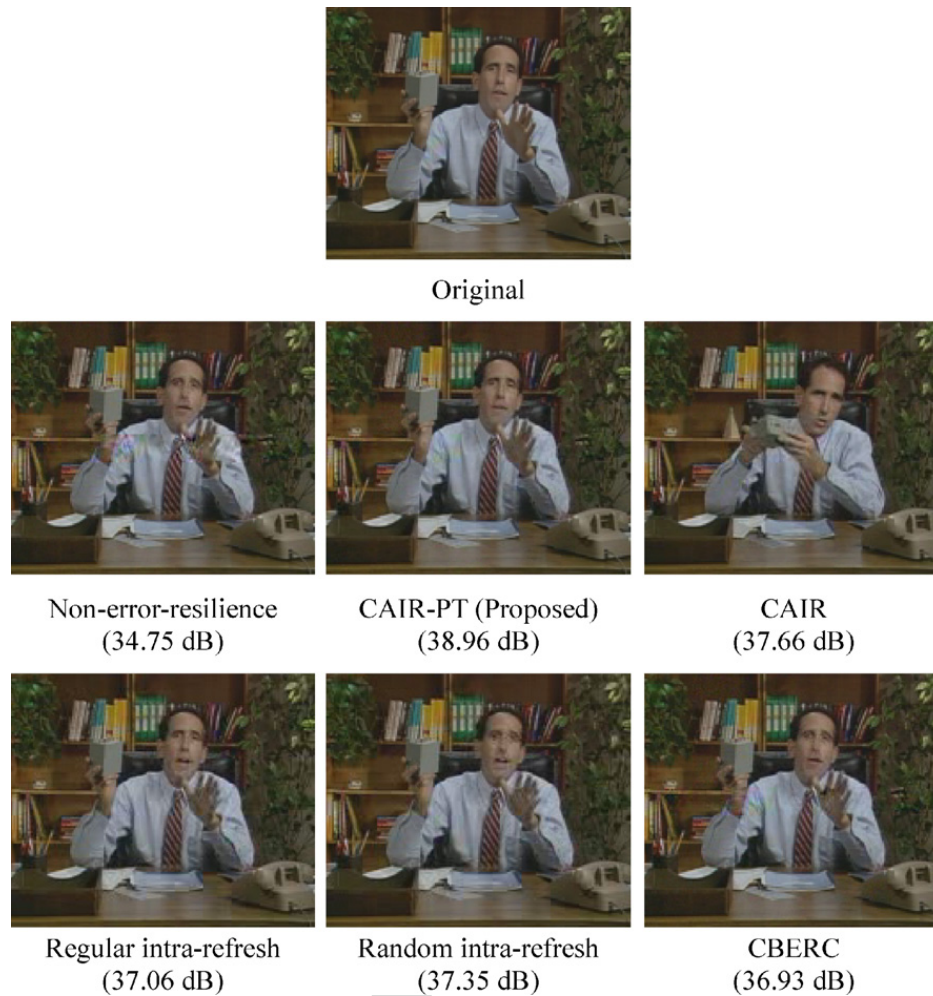 Original
Non-error-resilience
(34.75 dB)
CAIR-PT (Proposed)
(38.96 dB)
CAIR
(37.66 dB)
Regular intra-refresh
(37.06 dB)
Random intra-refresh
(37.35 dB)
CBERC
(36.93 dB)